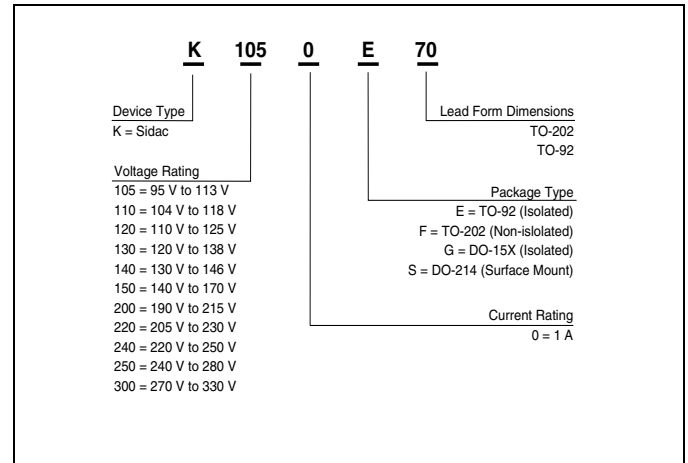 K 105 0 E 70
Device Type
K = Sidac
Voltage Rating
105 = 95 V to 113 V
110 = 104 V to 118 V
120 = 110 V to 125 V
130 = 120 V to 138 V
140 = 130 V to 146 V
150 = 140 V to 170 V
200 = 190 V to 215 V
220 = 205 V to 230 V
240 = 220 V to 250 V
250 = 240 V to 280 V
300 = 270 V to 330 V
Lead Form Dimensions
TO-202
TO-92
Package Type
E = TO-92 (Isolated)
F = TO-202 (Non-islolated)
G = DO-15X (Isolated)
S = DO-214 (Surface Mount)
Current Rating
0 = 1 A